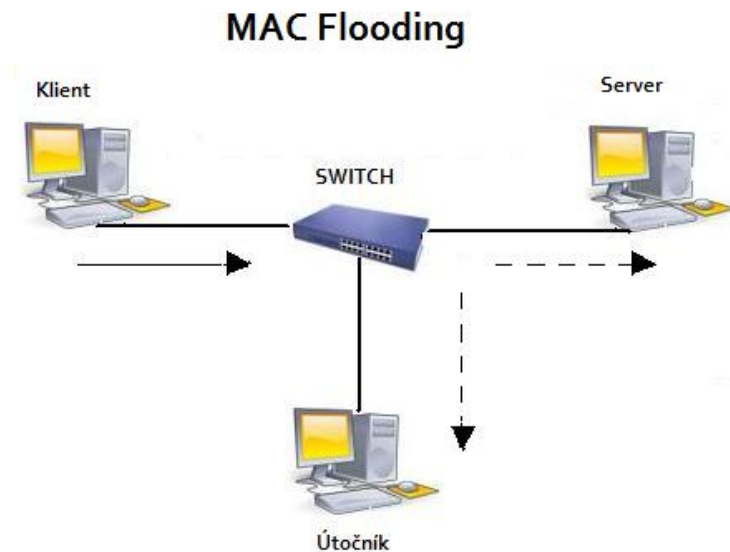 MAC Flooding
Klient
Server
SWITCH
Útočník